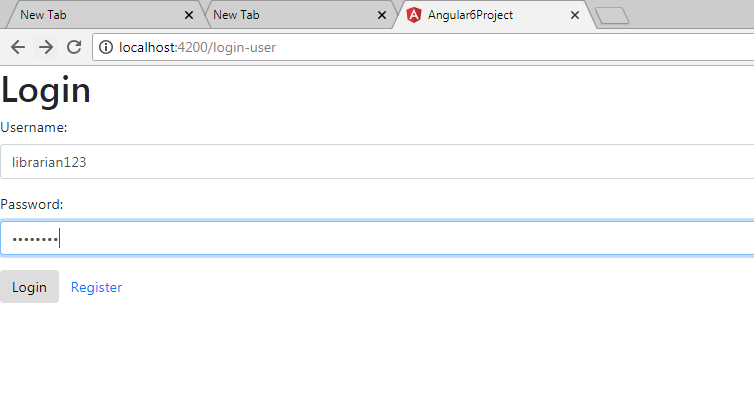 New Tab New Tab Angular6Project
localhost:4200/login-user
Login
Username:
librarian123
Password:
••••••••
Login Register